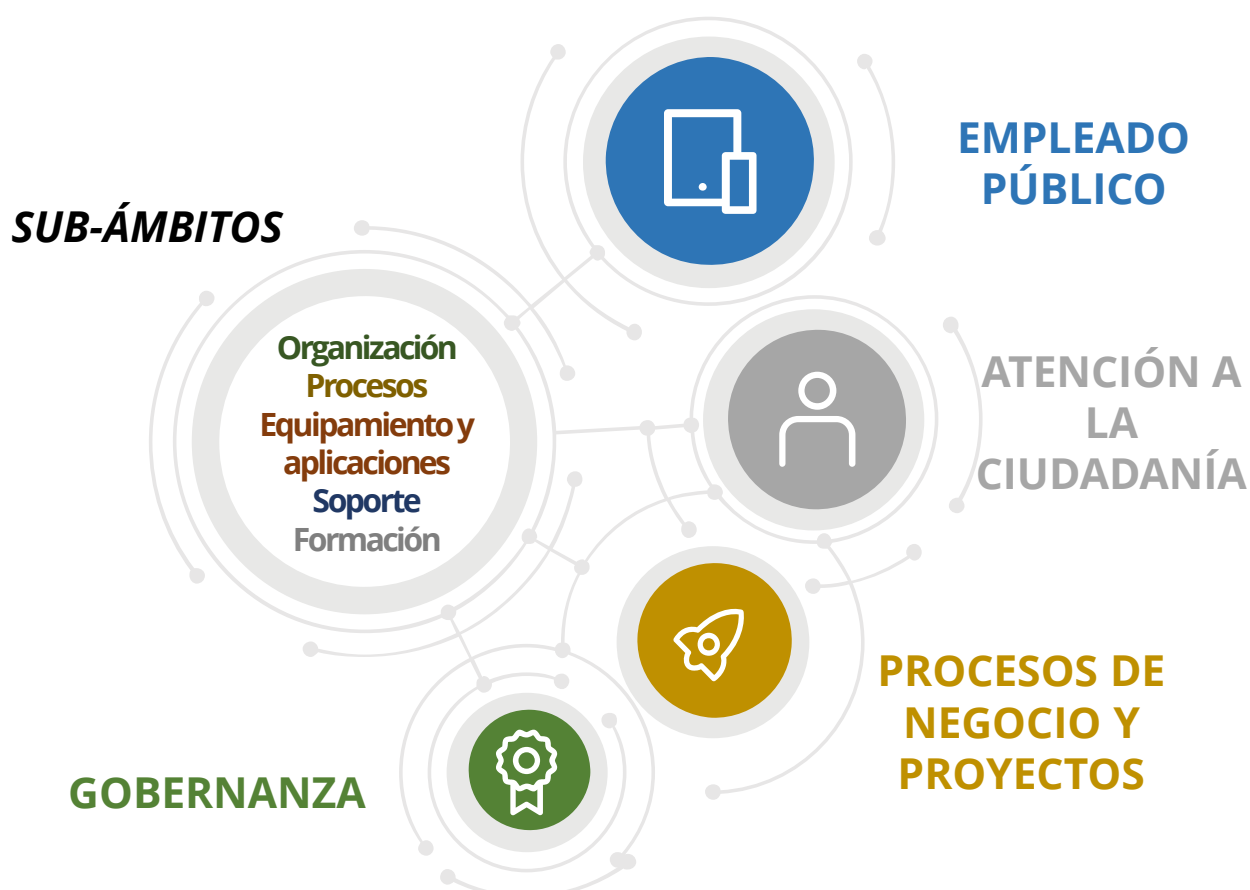 EMPLEADO
PÚBLICO
SUB-ÁMBITOS
Organización
Procesos
Equipamiento y
aplicaciones
Soporte
Formación
ATENCIÓN A
LA
CIUDADANÍA
PROCESOS DE
NEGOCIO Y
PROYECTOS
GOBERNANZA